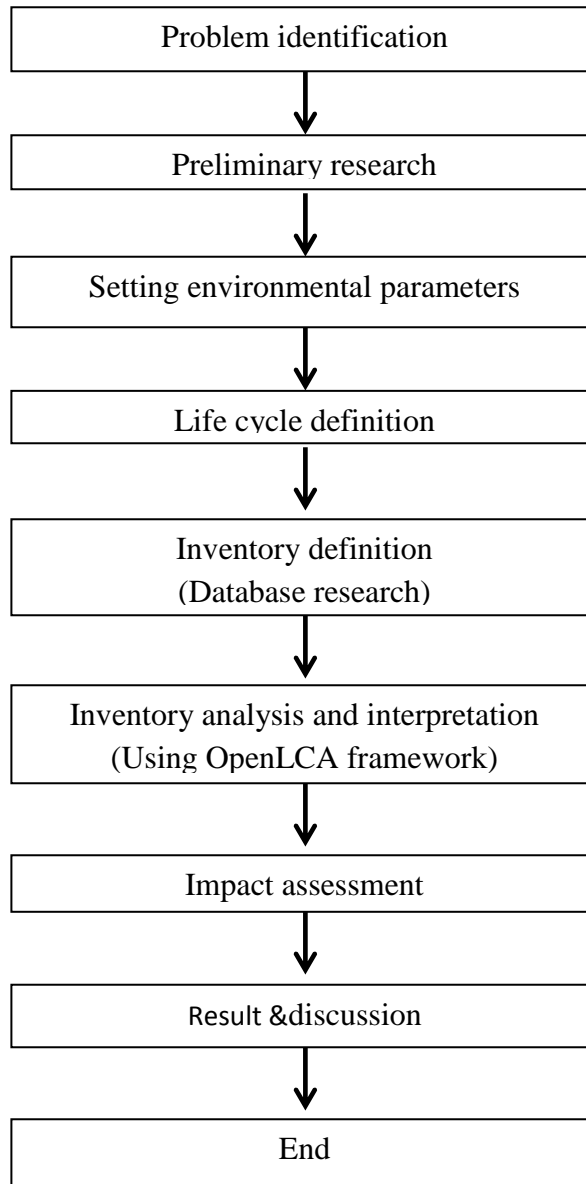 Problem identification
Preliminary research
Setting environmental parameters
Life cycle definition
Inventory definition
(Database research)
Inventory analysis and interpretation
(Using OpenLCA framework)
Impact assessment
Result &discussion
End